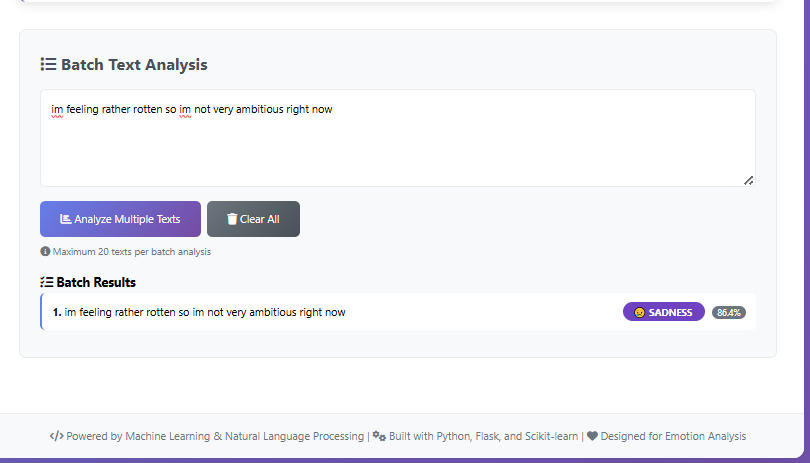 Batch Text Analysis
im feeling rather rotten so im not very ambitious right now
Analyze Multiple Texts Clear All
Maximum 20 texts per batch analysis
Batch Results
1. im feeling rather rotten so im not very ambitious right now SADNESS 86.4%
Powered by Machine Learning & Natural Language Processing | Built with Python, Flask, and Scikit-learn | Designed for Emotion Analysis